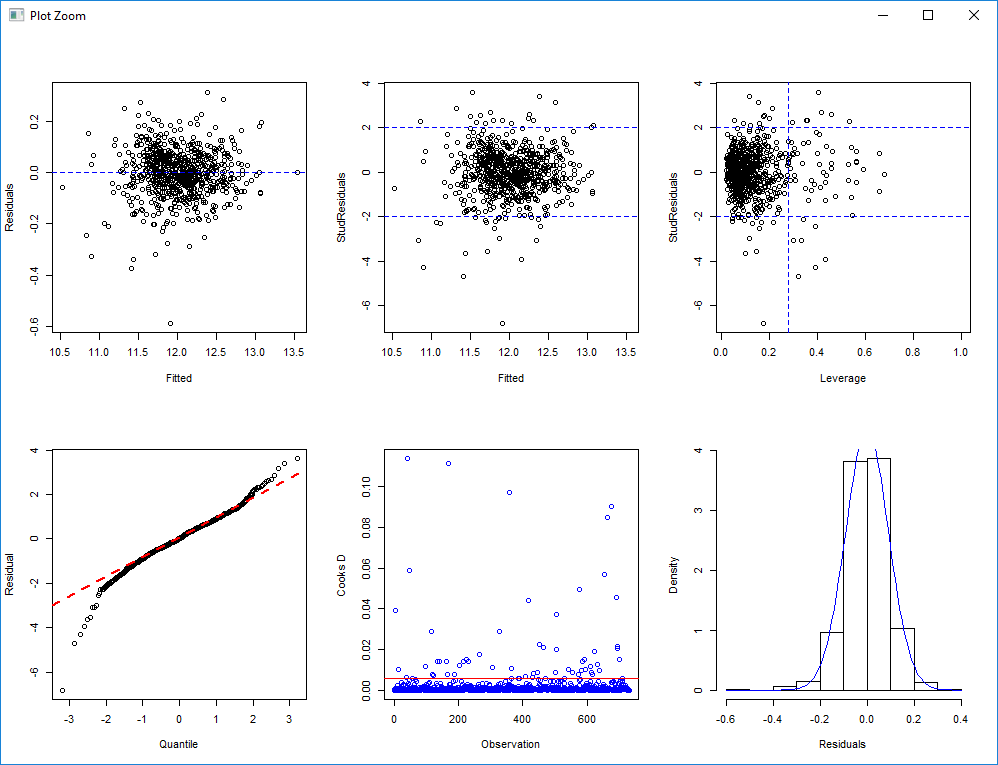 Plot Zoom
Residuals
0.2
0.0
-0.2
-0.4
-0.6
10.5 11.0 11.5 12.0 12.5 13.0 13.5
Fitted
StudResiduals
4
2
0
-2
-4
-6
10.5 11.0 11.5 12.0 12.5 13.0 13.5
Fitted
StudResiduals
4
2
0
-2
-4
-6
0.0 0.2 0.4 0.6 0.8 1.0
Leverage
Residual
4
2
0
-2
-4
-6
-3 -2 -1 0 1 2 3
Quantile
Cooks D
0.10
0.08
0.06
0.04
0.02
0.00
0 200 400 600
Observation
Density
4
3
2
1
0
-0.6 -0.4 -0.2 0.0 0.2 0.4
Residuals